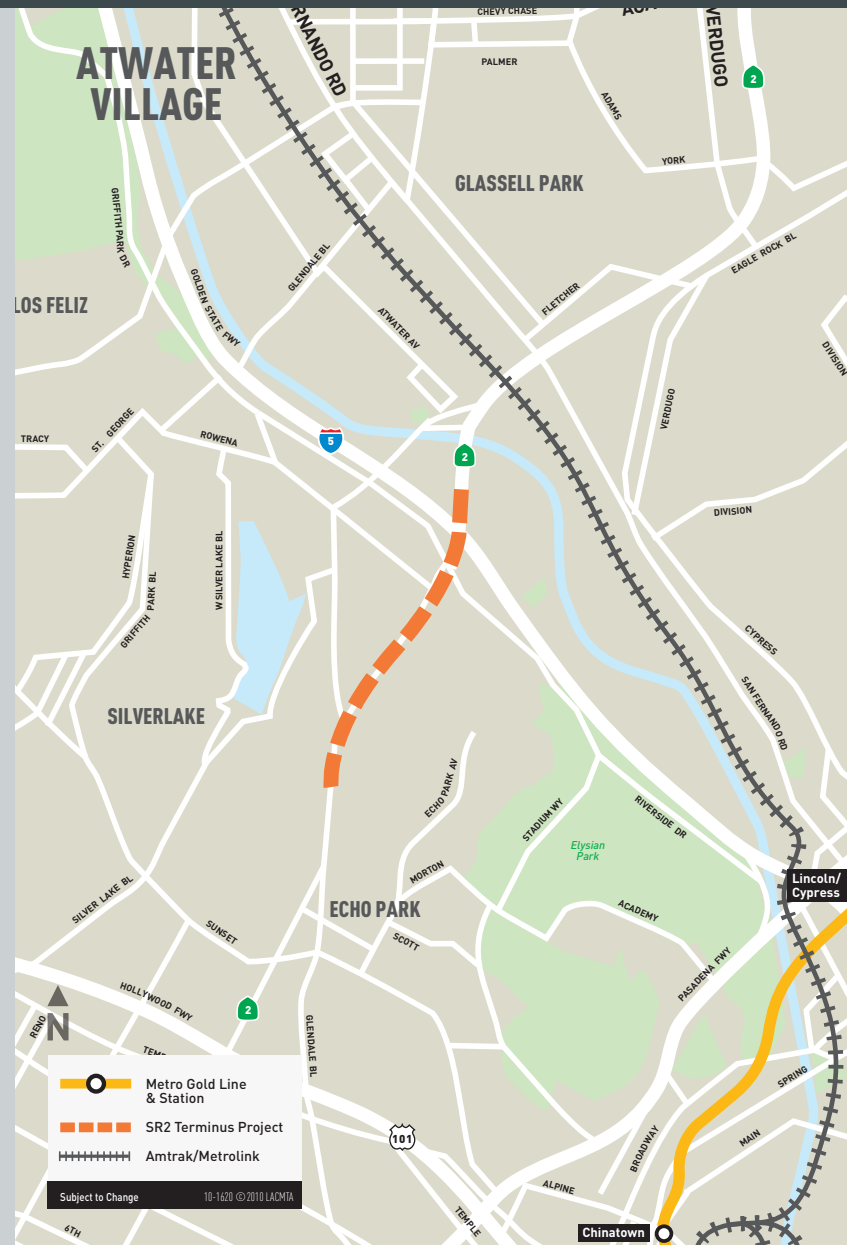 CHEVY CHASE
VERDUGO
ATWATER
VILLAGE
PALMER
2
ADAMS
YORK
GLASSELL PARK
GRIFFITH PARK DR
EAGLE ROCK BL
GLENDALE BL
GOLDEN STATE FWY
FLETCHER
LOS FELIZ
ATWATER AV
DIVISION
VERDUGO
ST. GEORGE
TRACY
ROWENA
5
2
DIVISION
HYPERION
W SILVER LAKE BL
GRIFFITH PARK BL
CYPRESS
SAN FERNANDO RD
SILVERLAKE
ECHO PARK AV
STADIUM WY
RIVERSIDE DR
Elysian
Park
MORTON
Lincoln/
Cypress
SILVER LAKE BL
ECHO PARK
ACADEMY
SUNSET
SCOTT
PASADENA FWY
HOLLYWOOD FWY
2
RENO
N
GLENDALE BL
SPRING
MAIN
BROADWAY
101
ALPINE
TEMPLE
Chinatown
6TH
Metro Gold Line
& Station
SR2 Terminus Project
Amtrak/Metrolink
Subject to Change
10-1620 © 2010 LACMTA